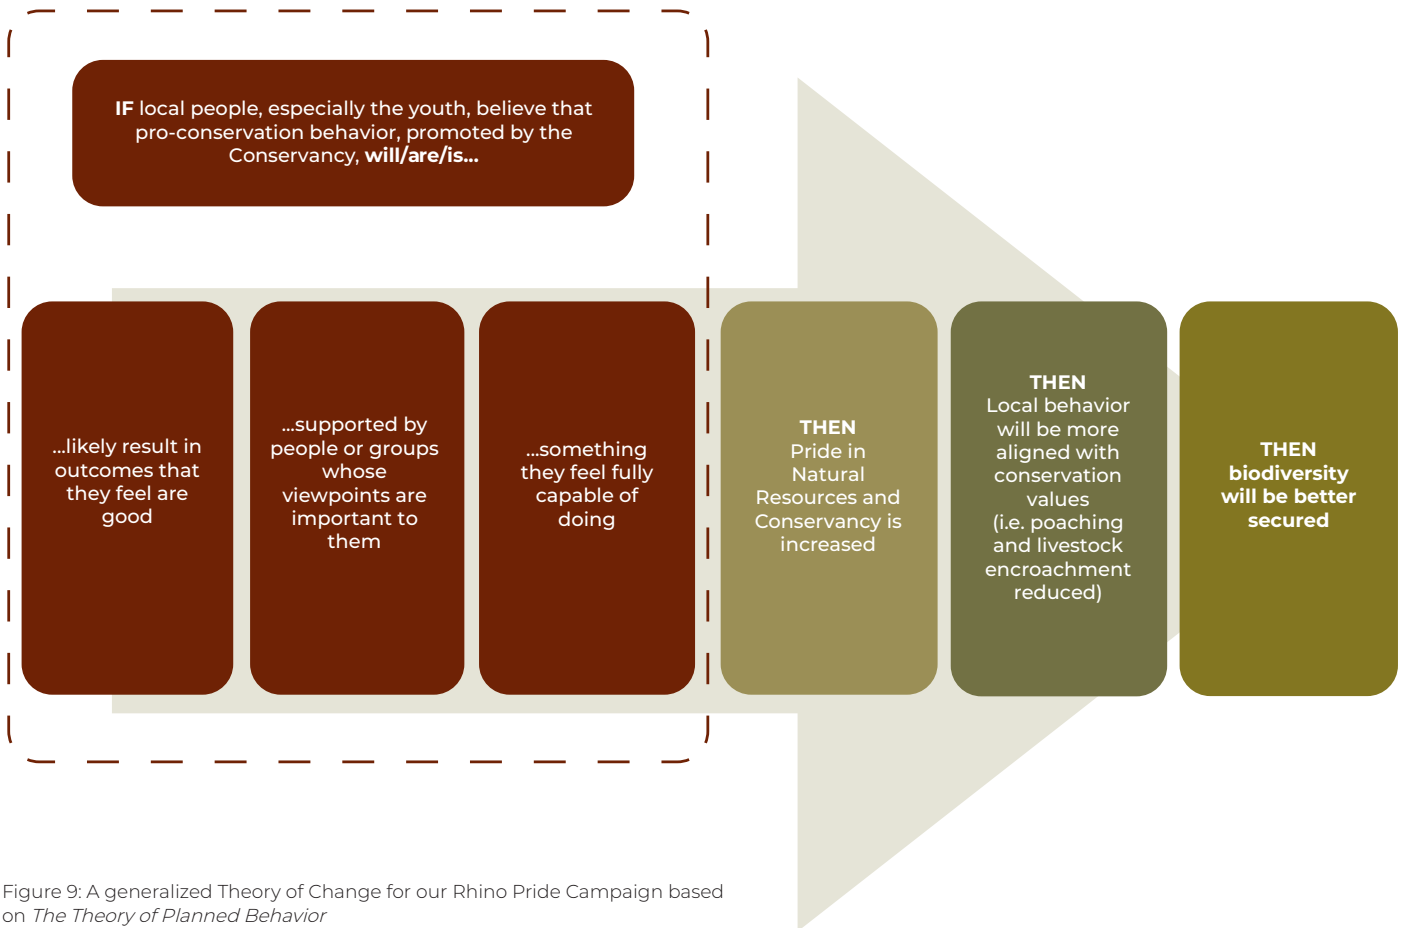 IF local people, especially the youth, believe that
pro-conservation behavior, promoted by the
Conservancy, will/are/is...
...likely result in
outcomes that
they feel are
good
...supported by
people or groups
whose
viewpoints are
important to
them
...something
they feel fully
capable of
doing
THEN
Pride in
Natural
Resources and
Conservancy is
increased
THEN
Local behavior
will be more
aligned with
conservation
values
(i.e. poaching
and livestock
encroachment
reduced)
THEN
biodiversity
will be better
secured
Figure 9: A generalized Theory of Change for our Rhino Pride Campaign based
on The Theory of Planned Behavior